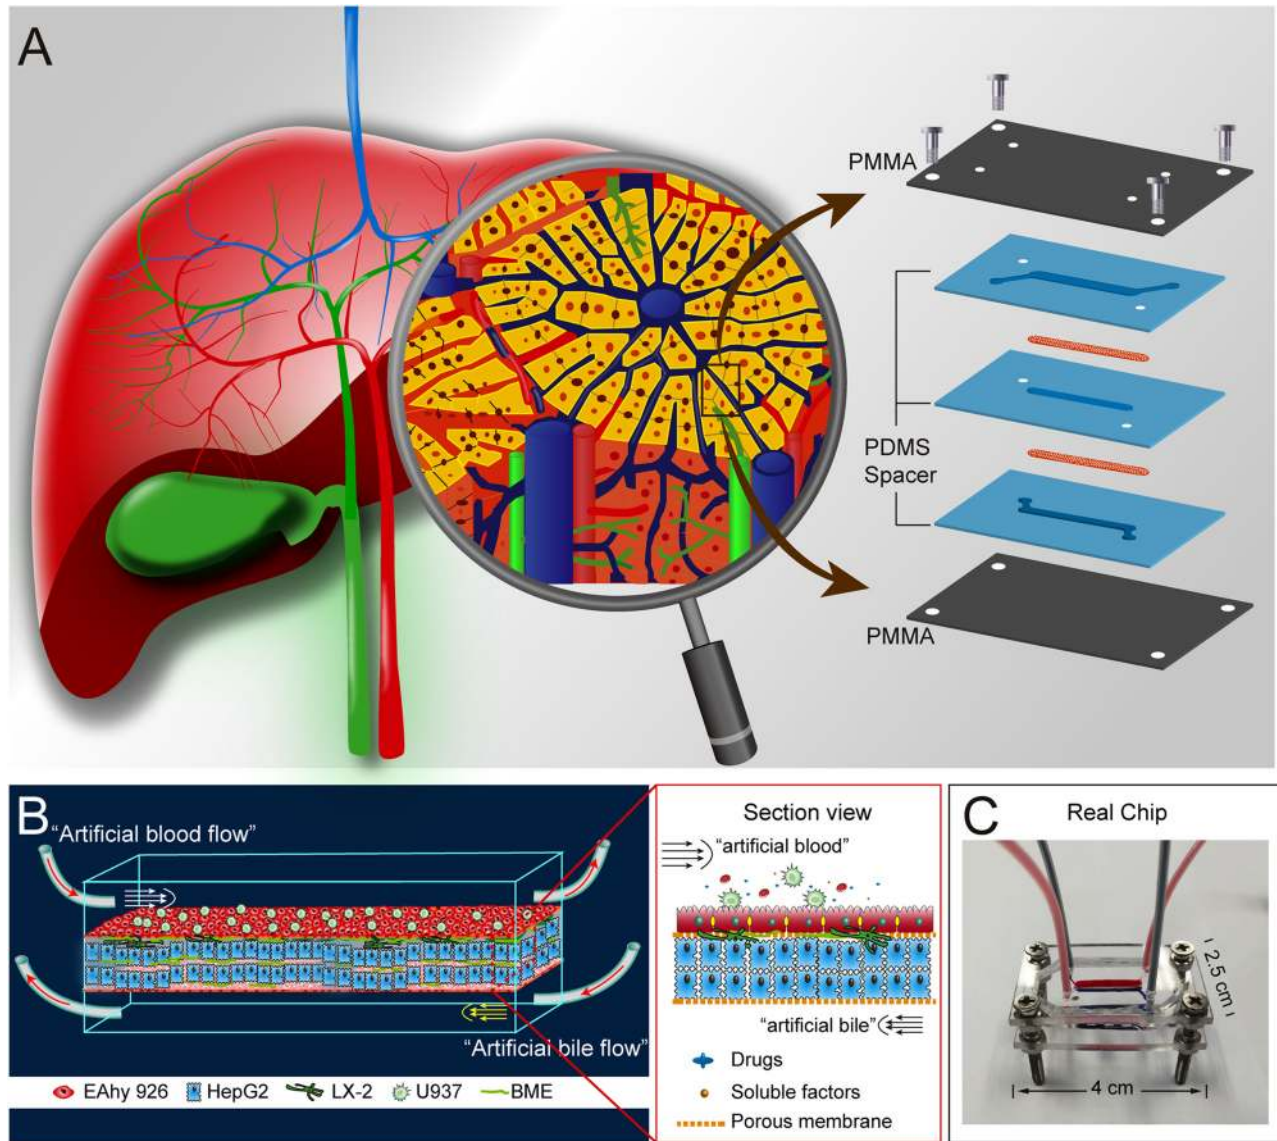 A
PMMA
PDMS
Spacer
PMMA
B
“Artificial blood flow”
“Artificial bile flow”
EAhy 926
HepG2
LX-2
U937
BME
Section view
“artificial blood”
“artificial bile”
Drugs
Soluble factors
Porous membrane
C
Real Chip
2.5 cm
4 cm